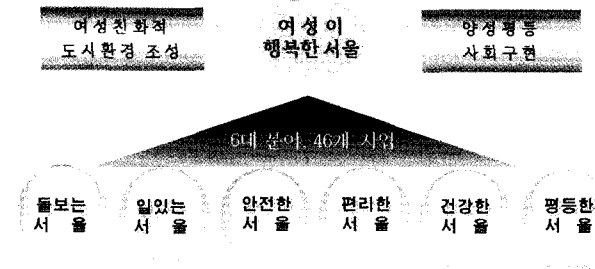 여성친화적
도시환경 조성
여성이
행복한 서울
양성평등
사회구현
6대 분야, 46개 사업
돌보는
서 울
일있는
서 울
안전한
서 울
편리한
서 울
건강한
서 울
평등한
서 울